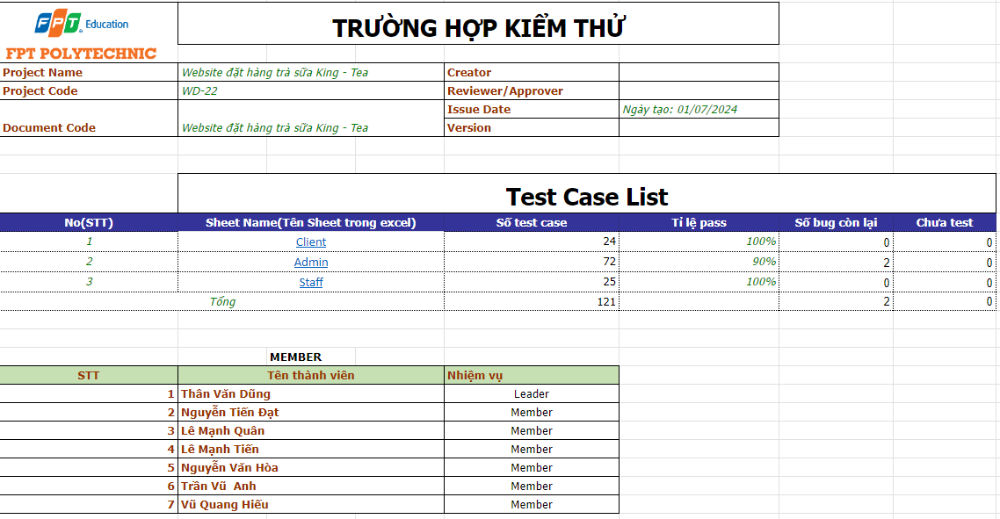 FPT Education
TRƯỜNG HỢP KIỂM THỬ
FPT POLYTECHNIC
Project Name Website đặt hàng trà sữa King - Tea Creator
Project Code WD-22 Reviewer/Approver
Issue Date Ngày tạo: 01/07/2024
Document Code Website đặt hàng trà sữa King - Tea Version
Test Case List
No(STT) Sheet Name(Tên Sheet trong excel) Số test case Tỉ lệ pass Số bug còn lại Chưa test
1 Client 24 100% 0 0
2 Admin 72 90% 2 0
3 Staff 25 100% 0 0
Tổng 121 2 0
MEMBER
STT Tên thành viên Nhiệm vụ
1 Thân Văn Dũng Leader
2 Nguyễn Tiến Đạt Member
3 Lê Mạnh Quân Member
4 Lê Mạnh Tiến Member
5 Nguyễn Văn Hòa Member
6 Trần Vũ Anh Member
7 Vũ Quang Hiếu Member